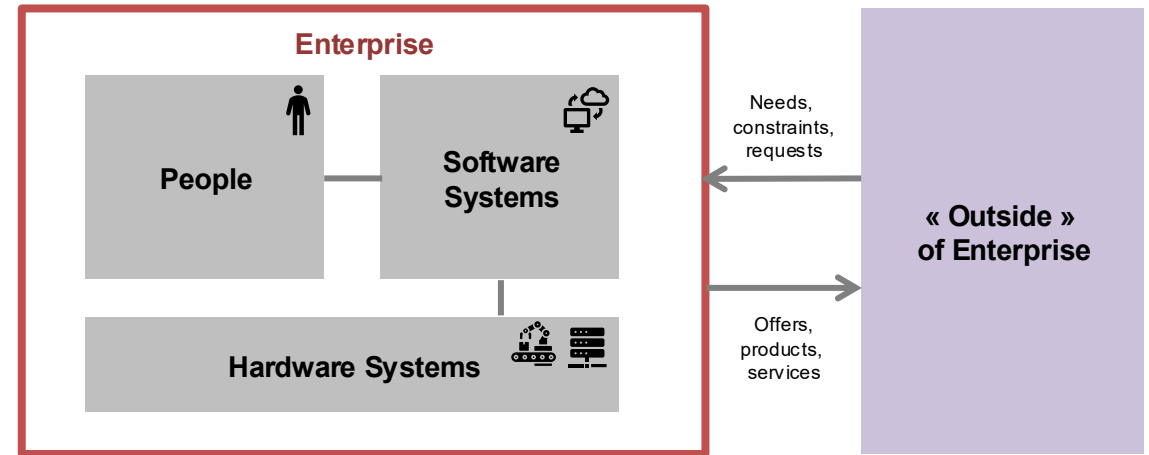 Enterprise
People
Software
Systems
Hardware Systems
Needs,
constraints,
requests
Offers,
products,
services
« Outside »
of Enterprise